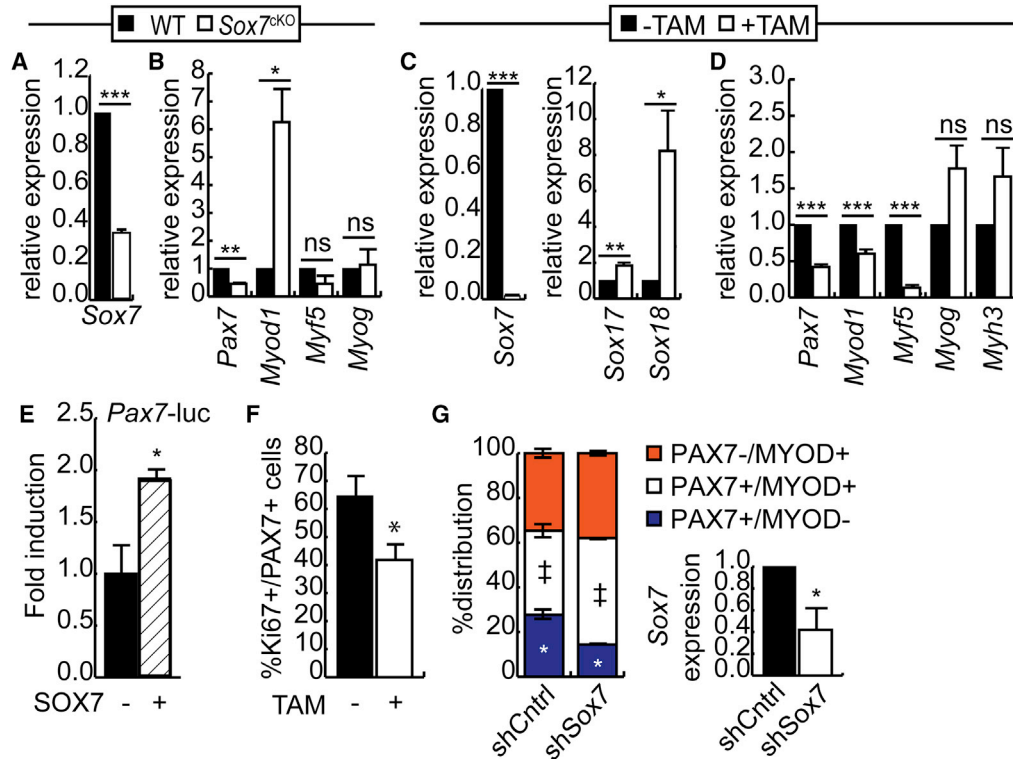 WT Sox7cKO
-TAM +TAM
A
relative expression
1.2
1.0
0.8
0.6
0.4
0.2
0.0
***
Sox7
B
relative expression
8
7
6
5
4
3
2
1
0
**
*
ns
ns
Pax7
Myod1
Myf5
Myog
C
relative expression
1.0
0.8
0.6
0.4
0.2
0.0
***
Sox7
relative expression
12
10
8
6
4
2
0
**
*
Sox17
Sox18
D
relative expression
3.0
2.5
2.0
1.5
1.0
0.5
0.0
***
***
***
ns
ns
Pax7
Myod1
Myf5
Myog
Myh3
E
Pax7-luc
Fold induction
2.5
2.0
1.5
1.0
0.5
0.0
*
SOX7 - +
F
%Ki67+/PAX7+ cells
80
70
60
50
40
30
20
10
0
*
TAM - +
G
%distribution
100
80
60
40
20
0
‡
‡
*
*
shCntrl
shSox7
PAX7-/MYOD+
PAX7+/MYOD+
PAX7+/MYOD-
Sox7
expression
1.0
0.8
0.6
0.4
0.2
0.0
*
shCntrl
shSox7